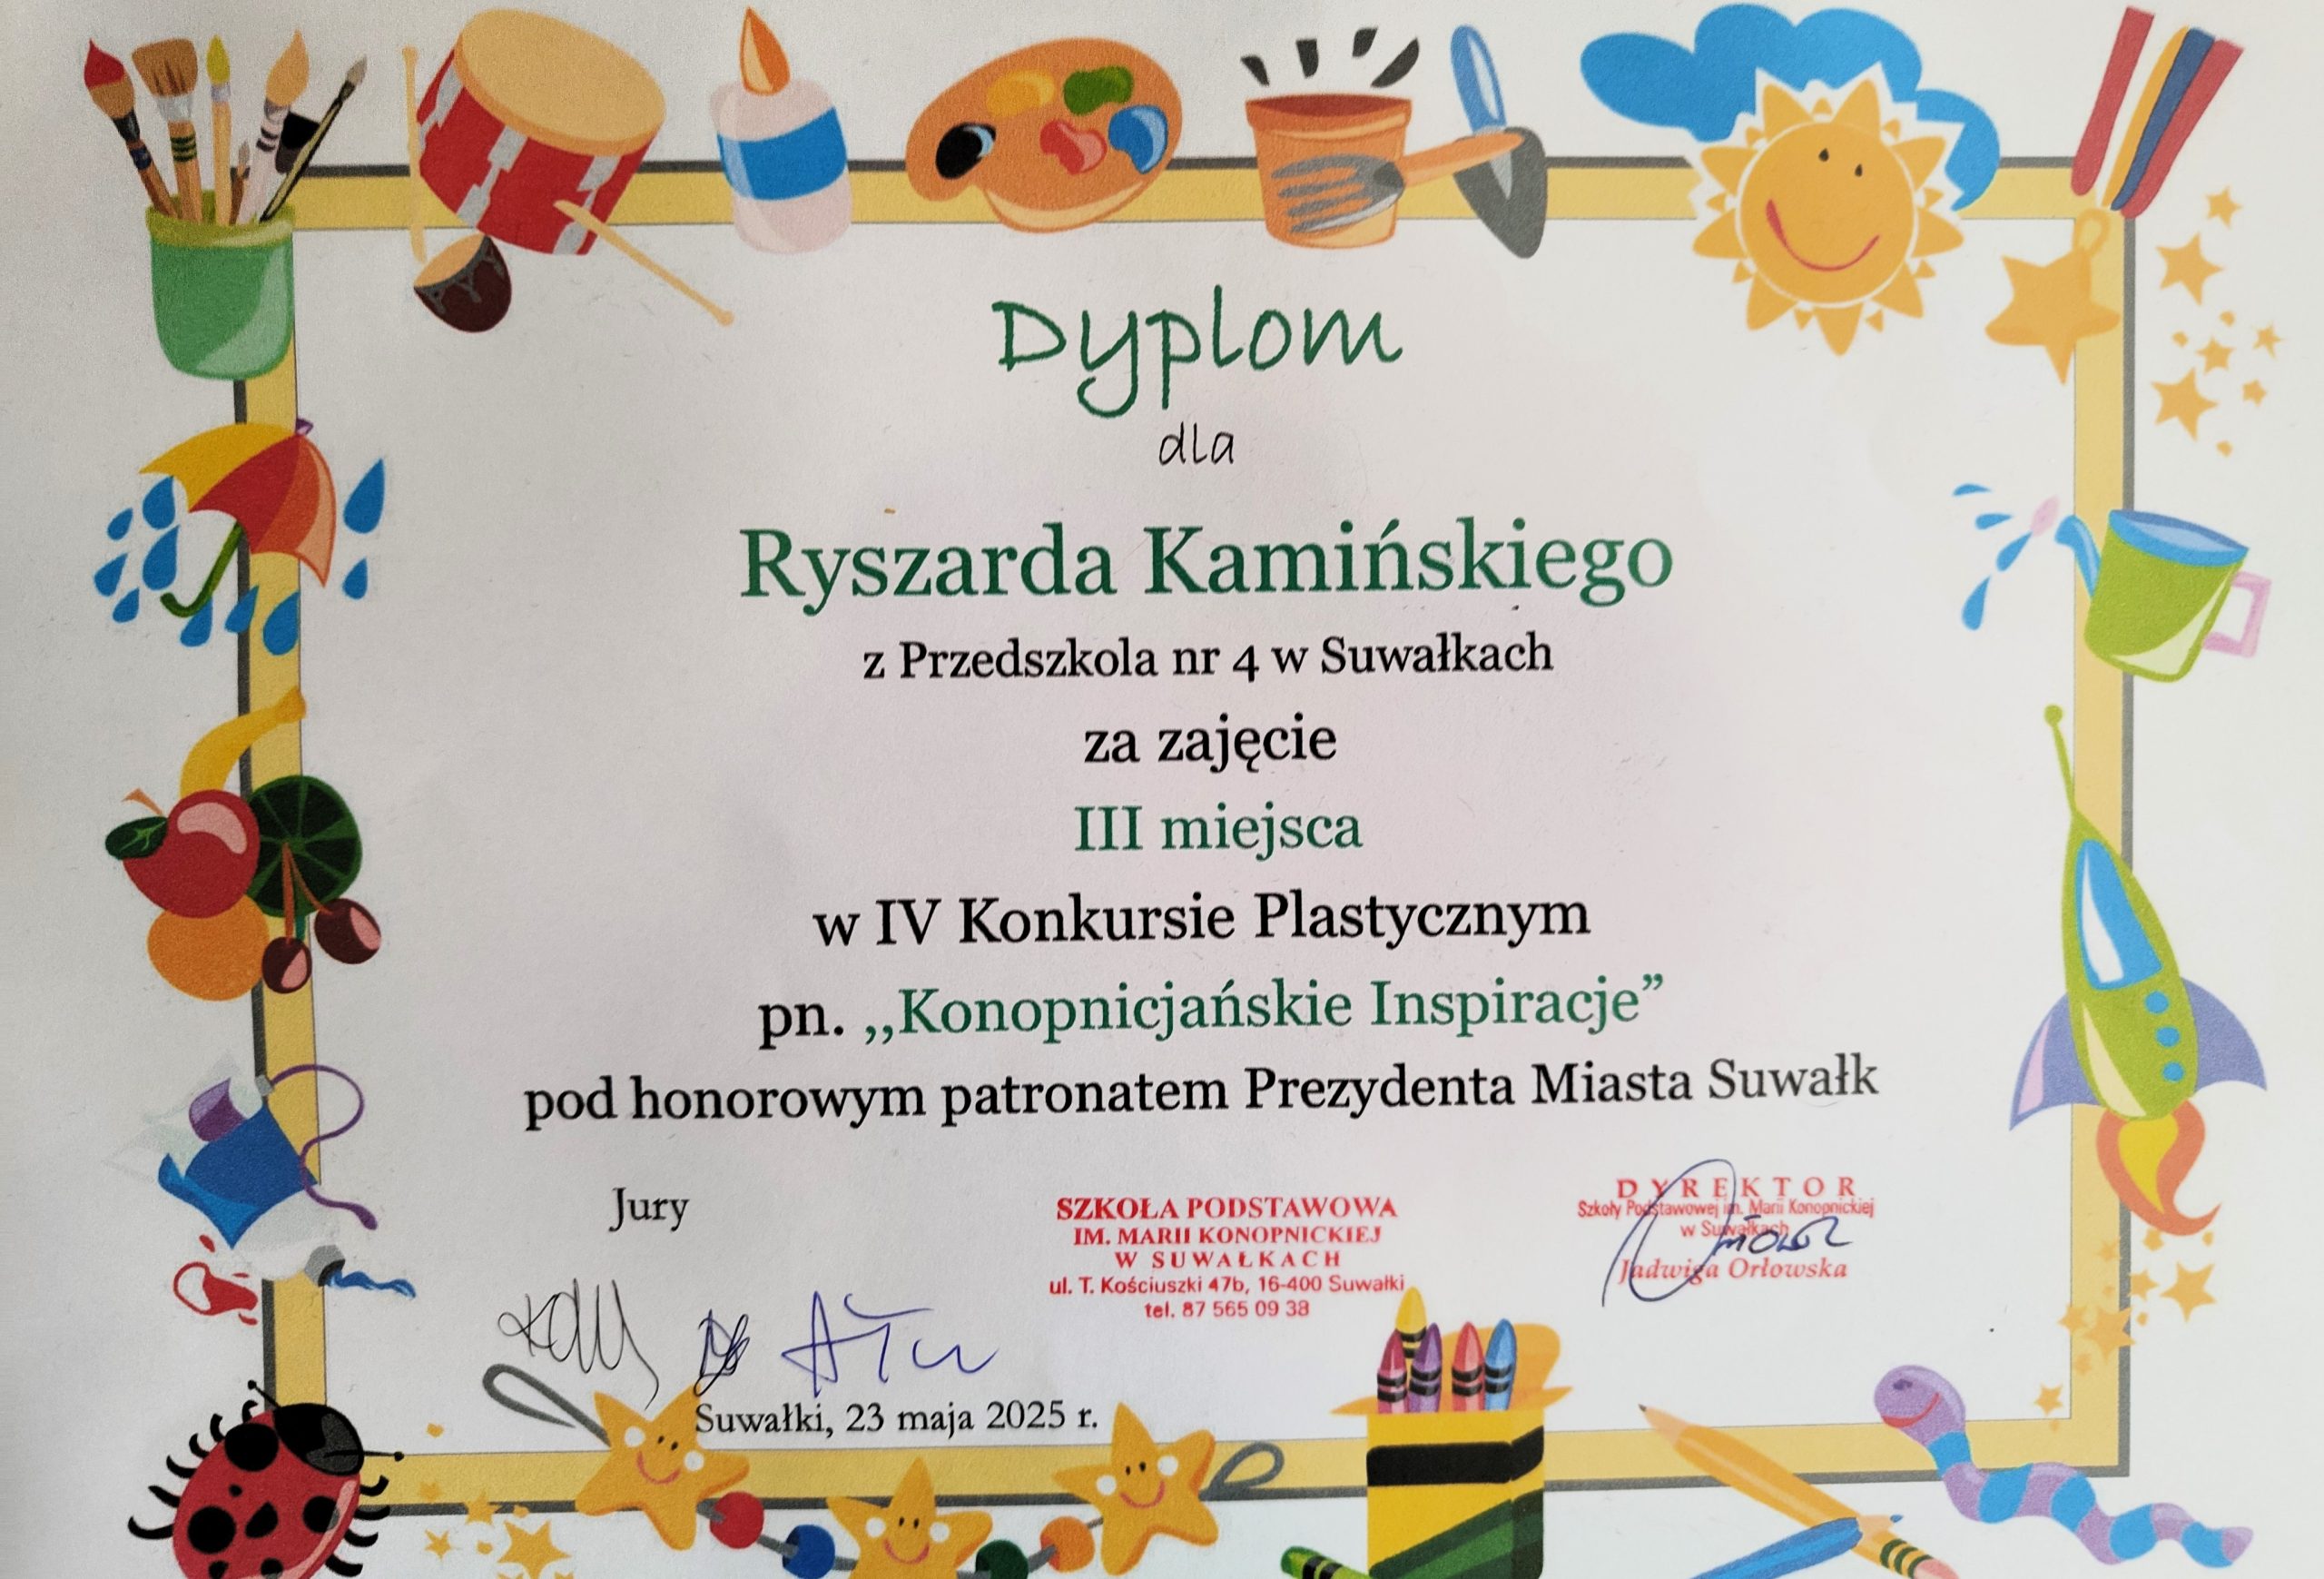 Dyplom
dla
Ryszarda Kamińskiego
z Przedszkola nr 4 w Suwałkach
za zajęcie
III miejsca
w IV Konkursie Plastycznym
pn. ,,Konopnicjańskie Inspiracje”
pod honorowym patronatem Prezydenta Miasta Suwałk
Jury
SZKOŁA PODSTAWOWA
IM. MARII KONOPNICKIEJ
W SUWAŁKACH
ul. T. Kościuszki 47b, 16-400 Suwałki
tel. 87 565 09 38
DYREKTOR
Szkoły Podstawowej im. Marii Konopnickiej
w Suwałkach
Jadwiga Orłowska
Suwałki, 23 maja 2025 r.